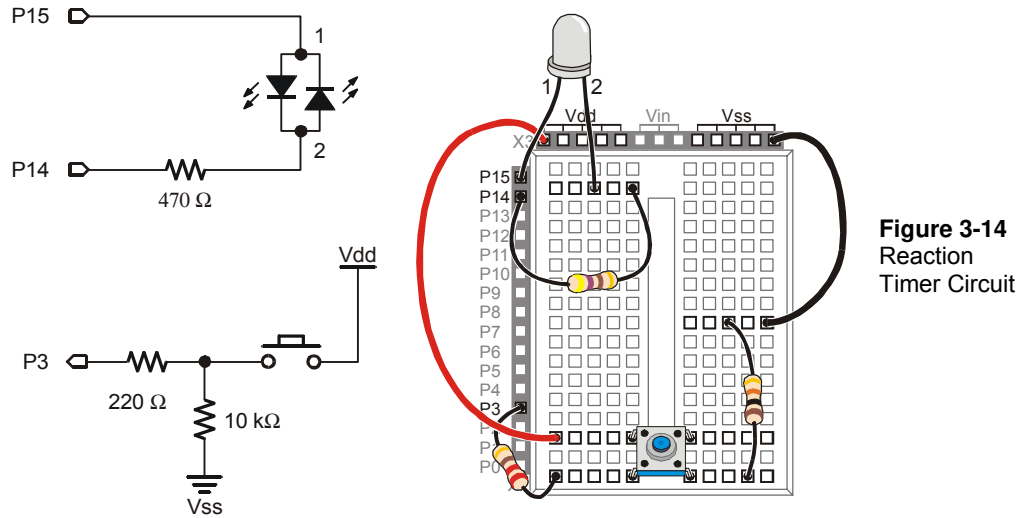 P15
1
2
P14
470 Ω
Vdd
P3
220 Ω
10 kΩ
Vss
1 2
Vdd Vin Vss
X3
P15
P14
P13
P12
P11
P10
P9
P8
P7
P6
P5
P4
P3
P0
Figure 3-14
Reaction
Timer Circuit